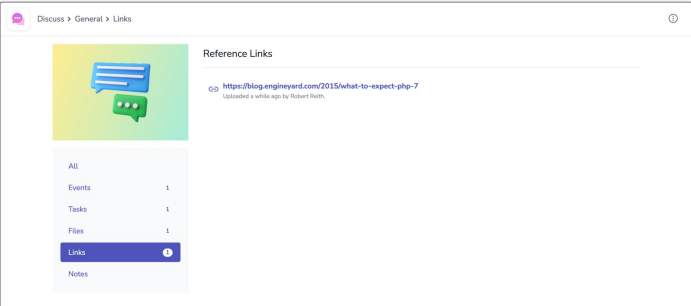 Discuss > General > Links
Reference Links
https://blog.engineyard.com/2015/what-to-expect-php-7
Uploaded a while ago by Robert Reith.
All
Events 1
Tasks 1
Files 1
Links 1
Notes